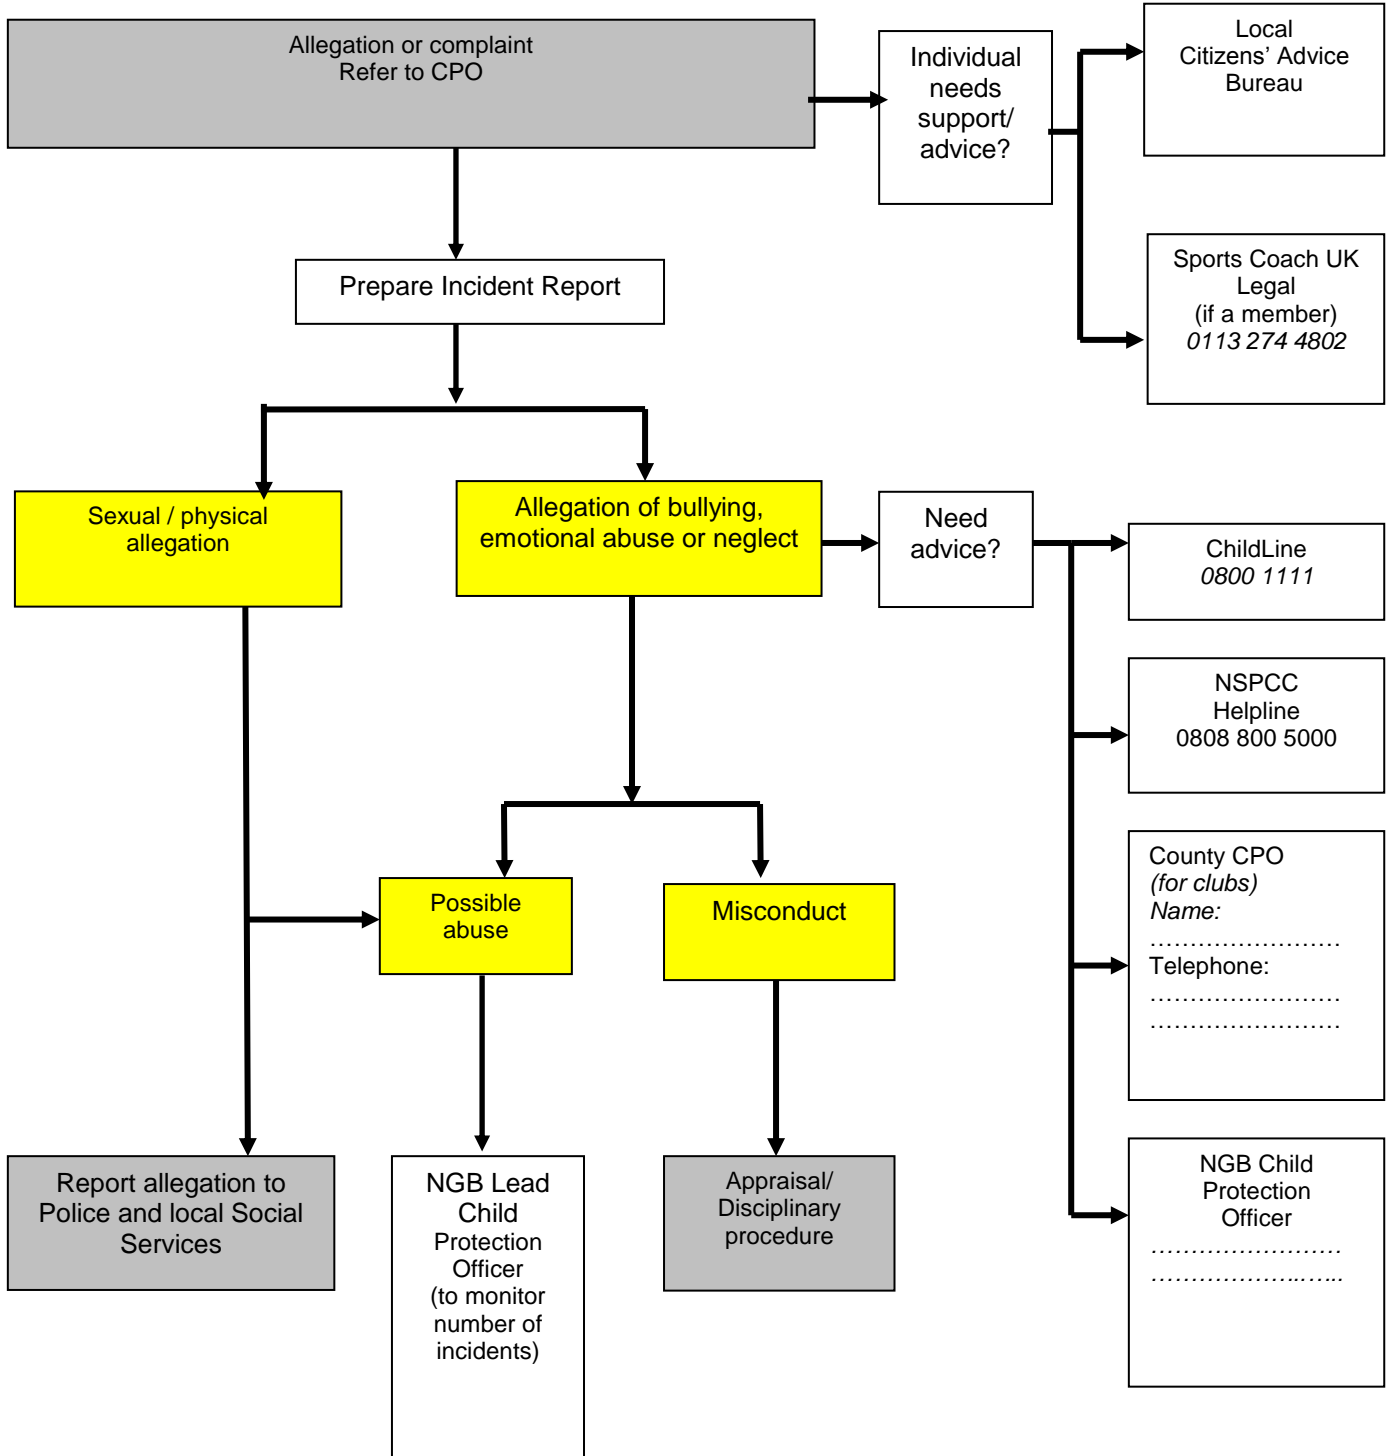 Allegation or complaint
Refer to CPO
Individual
needs
support/
advice?
Local
Citizens’ Advice
Bureau
Sports Coach UK
Legal
(if a member)
0113 274 4802
Prepare Incident Report
Sexual / physical
allegation
Allegation of bullying,
emotional abuse or neglect
Need
advice?
ChildLine
0800 1111
NSPCC
Helpline
0808 800 5000
County CPO
(for clubs)
Name:
……………………
Telephone:
……………………
……………………
Possible
abuse
Misconduct
Report allegation to
Police and local Social
Services
NGB Lead
Child
Protection
Officer
(to monitor
number of
incidents)
Appraisal/
Disciplinary
procedure
NGB Child
Protection
Officer
……………………
………………..…..